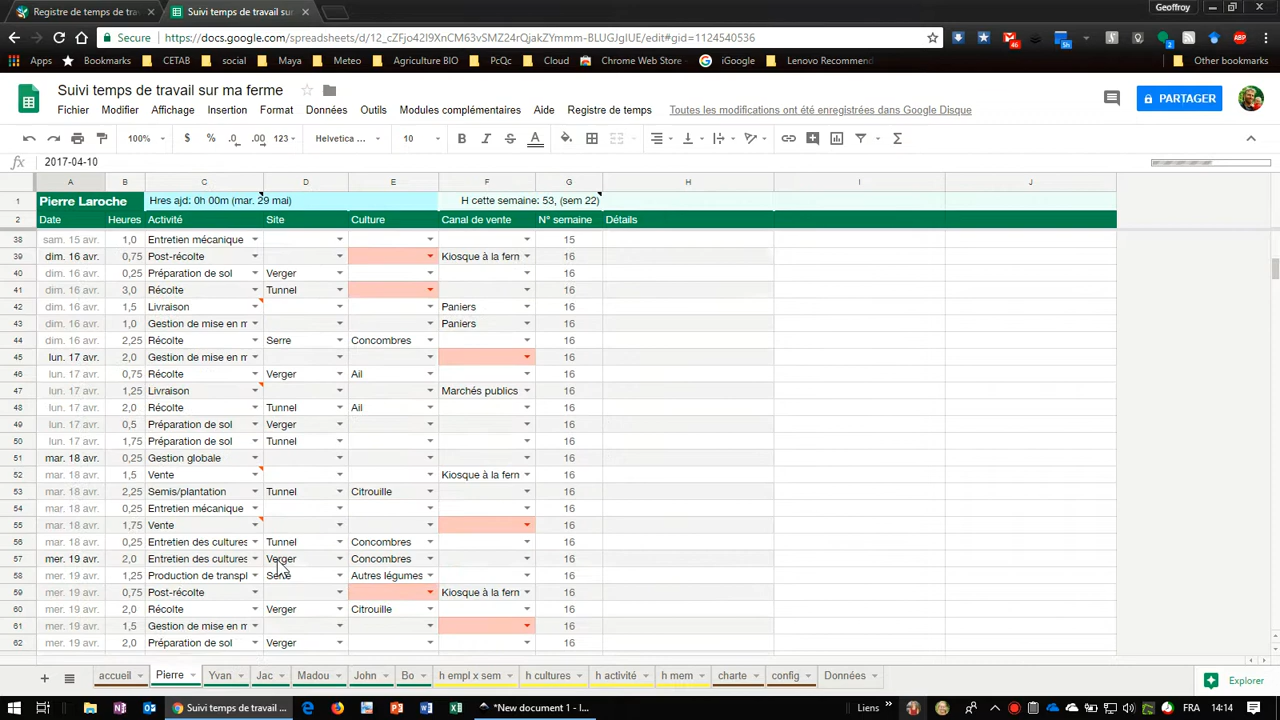 Registre de temps de trava
Suivi temps de travail sur ma
Geoffroy
Secure https://docs.google.com/spreadsheets/d/12_cZFjo42I9XnCM63vSMZ24rQjakZYmmm-BLUGJgIUE/edit#gid=1124540536
Apps Bookmarks CETAB social Maya Meteo Agriculture BIO PcQc Cloud Chrome Web Store - iGoogle Lenovo Recommend Other bookmarks
Suivi temps de travail sur ma ferme
PARTAGER
Fichier Modifier Affichage Insertion Format Données Outils Modules complémentaires Aide Registre de temps Toutes les modifications ont été enregistrées dans Google Disque
100% $ % .0 .00 123 Helvetica ... 10 B I S A
fx 2017-04-10
A B C D E F G H I J
1 Pierre Laroche Hres ajd: 0h 00m (mar. 29 mai) H cette semaine: 53, (sem 22)
2 Date Heures Activité Site Culture Canal de vente N° semaine Détails
38 sam. 15 avr. 1,0 Entretien mécanique 15
39 dim. 16 avr. 0,75 Post-récolte Kiosque à la fern 16
40 dim. 16 avr. 0,25 Préparation de sol Verger 16
41 dim. 16 avr. 3,0 Récolte Tunnel 16
42 dim. 16 avr. 1,5 Livraison Paniers 16
43 dim. 16 avr. 1,0 Gestion de mise en m Paniers 16
44 dim. 16 avr. 2,25 Récolte Serre Concombres 16
45 lun. 17 avr. 2,0 Gestion de mise en m 16
46 lun. 17 avr. 0,75 Récolte Verger Ail 16
47 lun. 17 avr. 1,25 Livraison Marchés publics 16
48 lun. 17 avr. 2,0 Récolte Tunnel Ail 16
49 lun. 17 avr. 0,5 Préparation de sol Verger 16
50 lun. 17 avr. 1,75 Préparation de sol Tunnel 16
51 mar. 18 avr. 0,25 Gestion globale 16
52 mar. 18 avr. 1,5 Vente Kiosque à la fern 16
53 mar. 18 avr. 2,25 Semis/plantation Tunnel Citrouille 16
54 mar. 18 avr. 0,25 Entretien mécanique 16
55 mar. 18 avr. 1,75 Vente 16
56 mar. 18 avr. 0,25 Entretien des cultures Tunnel Concombres 16
57 mer. 19 avr. 2,0 Entretien des cultures Verger Concombres 16
58 mer. 19 avr. 1,25 Production de transpl Serre Autres légumes 16
59 mer. 19 avr. 0,75 Post-récolte Kiosque à la fern 16
60 mer. 19 avr. 2,0 Récolte Verger Citrouille 16
61 mer. 19 avr. 1,5 Gestion de mise en m 16
62 mer. 19 avr. 2,0 Préparation de sol Verger 16
accueil Pierre Yvan Jac Madou John Bo h empl x sem h cultures h activité h mem charte config Données Explorer
Suivi temps de travail ... *New document 1 - I... Liens FRA 14:14